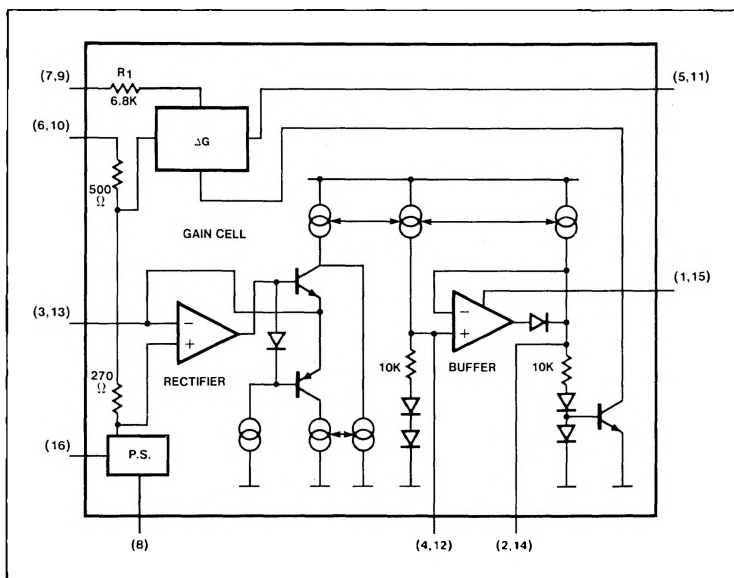 (7,9)
R1
6.8K
(5,11)
(6,10)
ΔG
500
Ω
GAIN CELL
(1,15)
(3,13)
−
+
−
+
10K
10K
RECTIFIER
BUFFER
270
Ω
(16)
P.S.
(8)
(4,12)
(2,14)